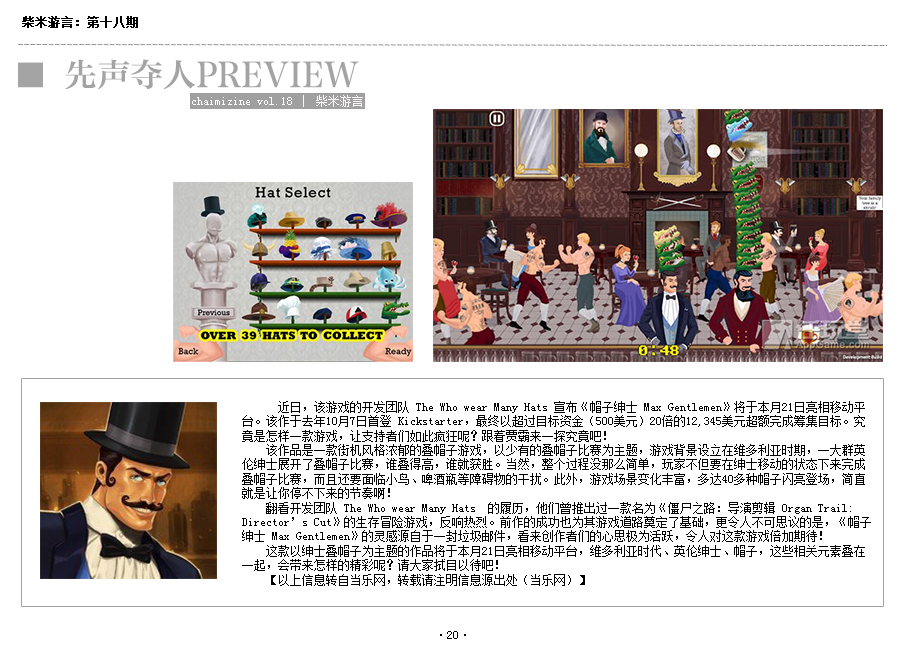 柴米游言：第十八期
先声夺人PREVIEW
chaimizine vol.18 | 柴米游言
Hat Select
Previous
OVER 39 HATS TO COLLECT
Back
Ready
Your family
tree is a
shrub!
0:48
AppGame.com
Development Build
近日，该游戏的开发团队 The Who wear Many Hats 宣布《帽子绅士 Max Gentlemen》将于本月21日亮相移动平
台。该作于去年10月7日首登 Kickstarter，最终以超过目标资金（500美元）20倍的12,345美元超额完成筹集目标。究
竟是怎样一款游戏，让支持者们如此疯狂呢？跟着贾霸来一探究竟吧！
该作品是一款街机风格浓郁的叠帽子游戏，以少有的叠帽子比赛为主题，游戏背景设立在维多利亚时期，一大群英
伦绅士展开了叠帽子比赛，谁叠得高，谁就获胜。当然，整个过程没那么简单，玩家不但要在绅士移动的状态下来完成
叠帽子比赛，而且还要面临小鸟、啤酒瓶等障碍物的干扰。此外，游戏场景变化丰富，多达40多种帽子闪亮登场，简直
就是让你停不下来的节奏啊！
翻看开发团队 The Who wear Many Hats 的履历，他们曾推出过一款名为《僵尸之路：导演剪辑 Organ Trail:
Director’s Cut》的生存冒险游戏，反响热烈。前作的成功也为其游戏道路奠定了基础，更令人不可思议的是，《帽子
绅士 Max Gentlemen》的灵感源自于一封垃圾邮件，看来创作者们的心思极为活跃，令人对这款游戏倍加期待！
这款以绅士叠帽子为主题的作品将于本月21日亮相移动平台，维多利亚时代、英伦绅士、帽子，这些相关元素叠在
一起，会带来怎样的精彩呢？请大家拭目以待吧！
【以上信息转自当乐网，转载请注明信息源出处（当乐网）】
·20·